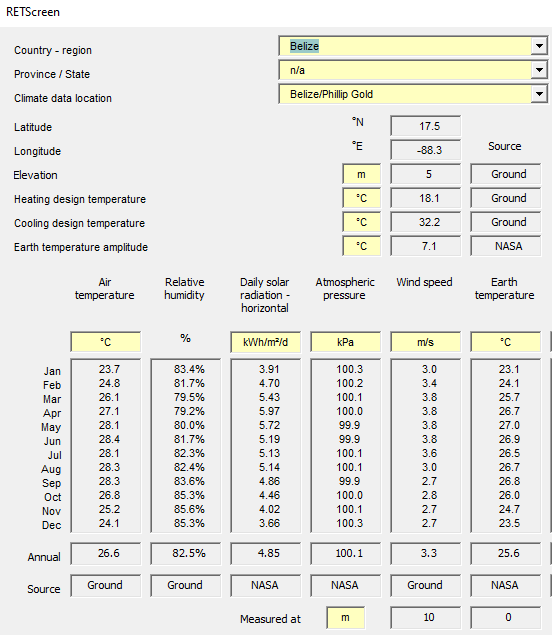 RETScreen
Country - region Belize
Province / State n/a
Climate data location Belize/Phillip Gold
Latitude °N 17.5
Longitude °E -88.3 Source
Elevation m 5 Ground
Heating design temperature °C 18.1 Ground
Cooling design temperature °C 32.2 Ground
Earth temperature amplitude °C 7.1 NASA
Air Relative Daily solar Atmospheric Wind speed Earth
temperature humidity radiation - pressure temperature
horizontal
°C % kWh/m²/d kPa m/s °C
Jan 23.7 83.4% 3.91 100.3 3.0 23.1
Feb 24.8 81.7% 4.70 100.2 3.4 24.1
Mar 26.1 79.5% 5.43 100.1 3.8 25.7
Apr 27.1 79.2% 5.97 100.0 3.8 26.7
May 28.1 80.0% 5.72 99.9 3.8 27.0
Jun 28.4 81.7% 5.19 99.9 3.8 26.9
Jul 28.1 82.3% 5.13 100.1 3.6 26.5
Aug 28.3 82.4% 5.14 100.1 3.0 26.7
Sep 28.3 83.6% 4.86 99.9 2.7 26.8
Oct 26.8 85.3% 4.46 100.0 2.8 26.0
Nov 25.2 85.6% 4.02 100.1 2.7 24.7
Dec 24.1 85.3% 3.66 100.3 2.7 23.5
Annual 26.6 82.5% 4.85 100.1 3.3 25.6
Source Ground Ground NASA NASA Ground NASA
Measured at m 10 0